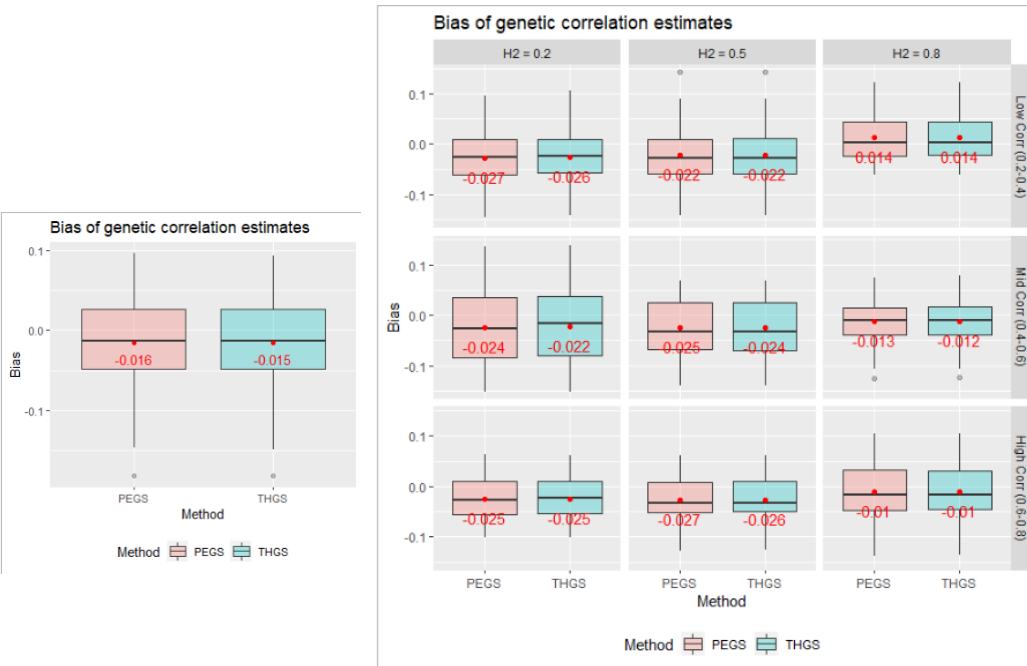 Bias of genetic correlation estimates
0.1
0.0
-0.1
Bias
-0.016
-0.015
PEGS
THGS
Method
Method PEGS THGS
Bias of genetic correlation estimates
H2 = 0.2
H2 = 0.5
H2 = 0.8
0.1
0.0
-0.1
-0.027
-0.026
-0.022
-0.022
0.014
0.014
Low Corr (0.2-0.4)
0.1
0.0
-0.1
-0.024
-0.022
-0.025
-0.024
-0.013
-0.012
Mid Corr (0.4-0.6)
Bias
0.1
0.0
-0.1
-0.025
-0.025
-0.027
-0.026
-0.01
-0.01
High Corr (0.6-0.8)
PEGS
THGS
PEGS
THGS
PEGS
THGS
Method
Method PEGS THGS